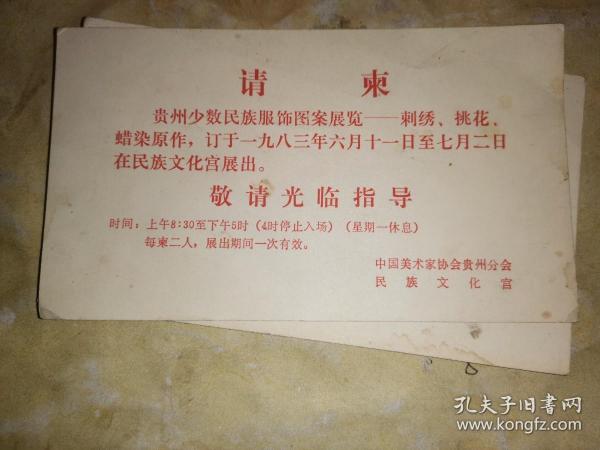 请 柬
贵州少数民族服饰图案展览——刺绣、挑花、
蜡染原作，订于一九八三年六月十一日至七月二日
在民族文化宫展出。
敬请光临指导
时间：上午8:30至下午5时（4时停止入场）（星期一休息）
每柬二人，展出期间一次有效。
中国美术家协会贵州分会
民族文化宫
孔夫子旧书网
www.kongfz.com